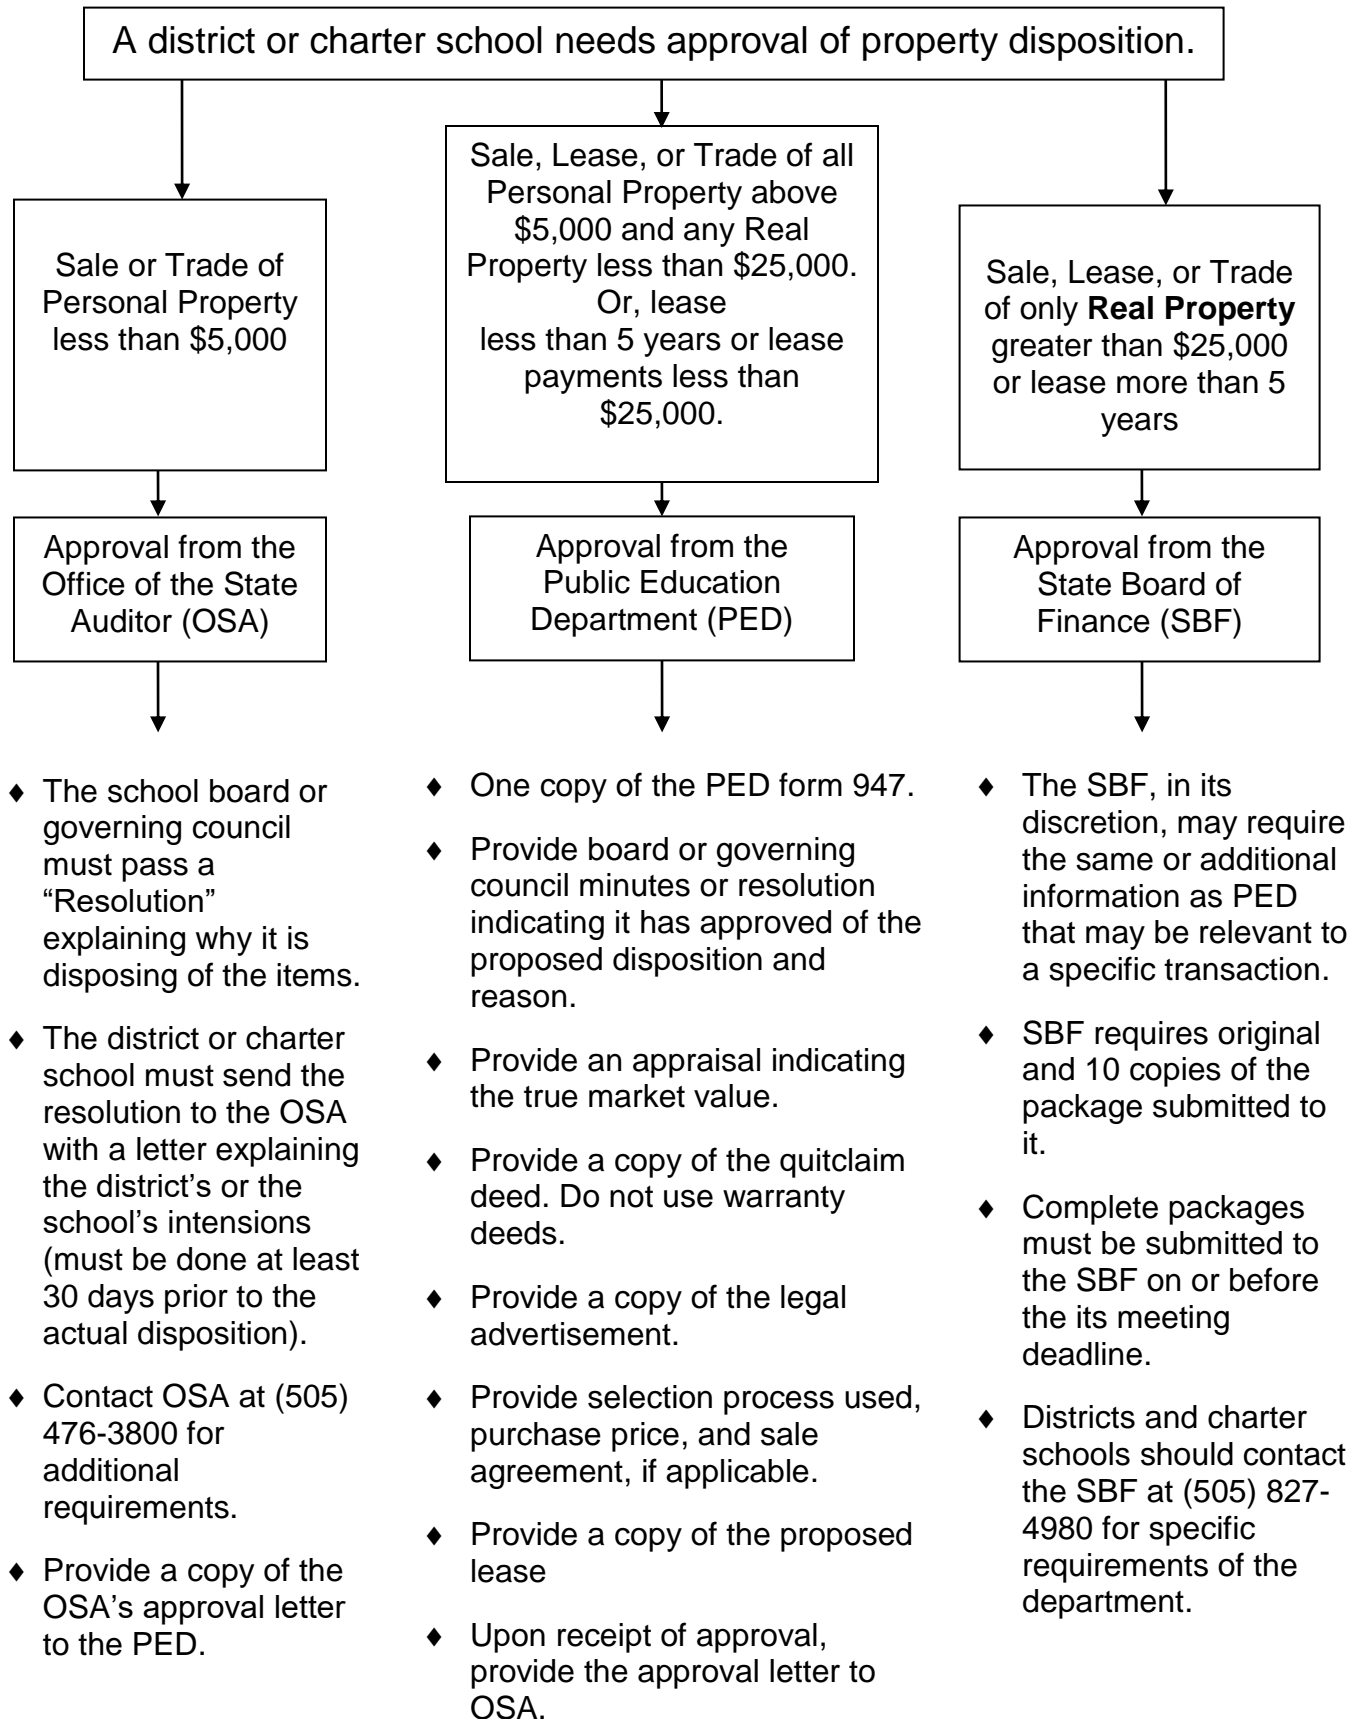 A district or charter school needs approval of property disposition.
Sale or Trade of
Personal Property
less than $5,000
Sale, Lease, or Trade of all
Personal Property above
$5,000 and any Real
Property less than $25,000.
Or, lease
less than 5 years or lease
payments less than
$25,000.
Sale, Lease, or Trade
of only Real Property
greater than $25,000
or lease more than 5
years
Approval from the
Office of the State
Auditor (OSA)
Approval from the
Public Education
Department (PED)
Approval from the
State Board of
Finance (SBF)
♦ The school board or
governing council
must pass a
“Resolution”
explaining why it is
disposing of the items.
♦ The district or charter
school must send the
resolution to the OSA
with a letter explaining
the district’s or the
school’s intensions
(must be done at least
30 days prior to the
actual disposition).
♦ Contact OSA at (505)
476-3800 for
additional
requirements.
♦ Provide a copy of the
OSA’s approval letter
to the PED.
♦ One copy of the PED form 947.
♦ Provide board or governing
council minutes or resolution
indicating it has approved of the
proposed disposition and
reason.
♦ Provide an appraisal indicating
the true market value.
♦ Provide a copy of the quitclaim
deed. Do not use warranty
deeds.
♦ Provide a copy of the legal
advertisement.
♦ Provide selection process used,
purchase price, and sale
agreement, if applicable.
♦ Provide a copy of the proposed
lease
♦ Upon receipt of approval,
provide the approval letter to
OSA.
♦ The SBF, in its
discretion, may require
the same or additional
information as PED
that may be relevant to
a specific transaction.
♦ SBF requires original
and 10 copies of the
package submitted to
it.
♦ Complete packages
must be submitted to
the SBF on or before
the its meeting
deadline.
♦ Districts and charter
schools should contact
the SBF at (505) 827-
4980 for specific
requirements of the
department.